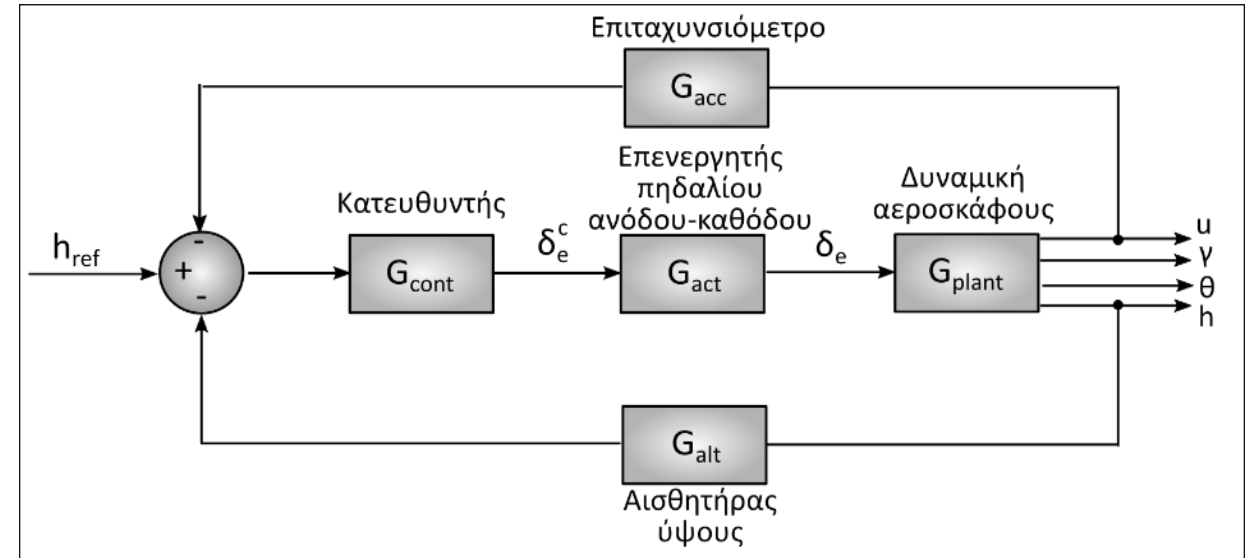 Επιταχυνσιόμετρο
G_acc
Επενεργητής
πηδαλίου
ανόδου-καθόδου
Κατευθυντής
Δυναμική
αεροσκάφους
h_ref
-
+
-
G_cont
δ_e^c
G_act
δ_e
G_plant
u
γ
θ
h
G_alt
Αισθητήρας
ύψους